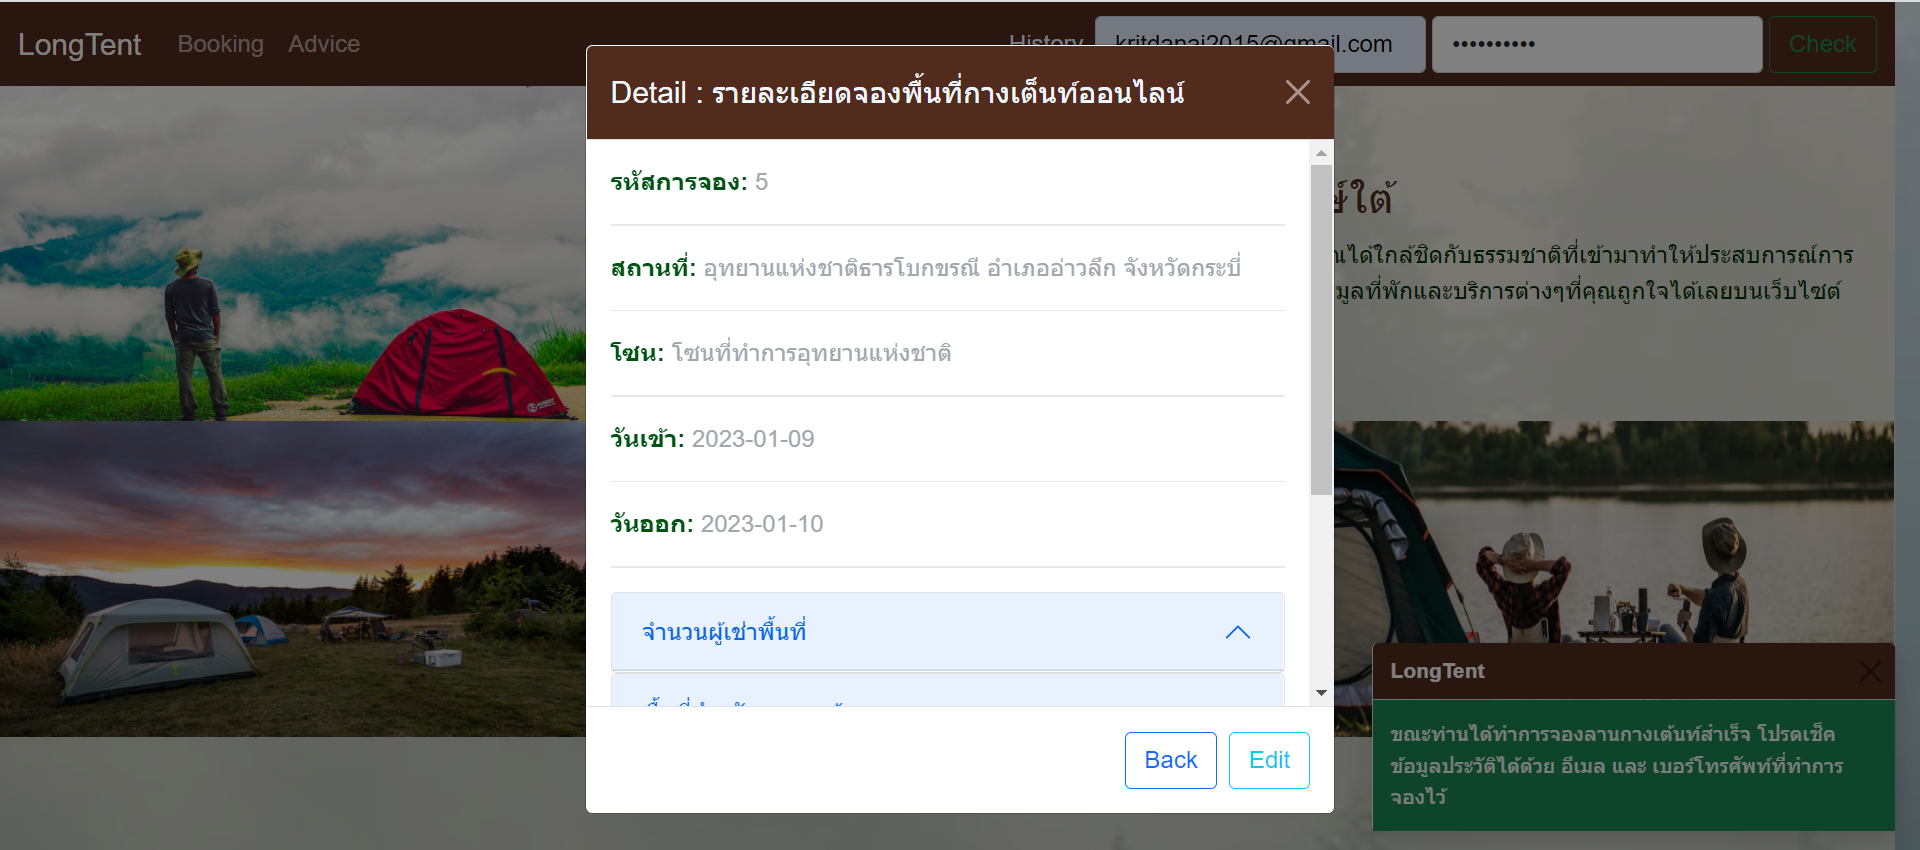 LongTent Booking Advice History kritdanai2015@gmail.com •••••••••• Check
Detail : รายละเอียดจองพื้นที่กางเต็นท์ออนไลน์
รหัสการจอง: 5
สถานที่: อุทยานแห่งชาติธารโบกขรณี อำเภออ่าวลึก จังหวัดกระบี่
โซน: โซนที่ทำการอุทยานแห่งชาติ
วันเข้า: 2023-01-09
วันออก: 2023-01-10
จำนวนผู้เช่าพื้นที่
Back Edit
ใต้
ได้ใกล้ชิดกับธรรมชาติที่เข้ามาทำให้ประสบการณ์การ
มูลที่พักและบริการต่างๆที่คุณถูกใจได้เลยบนเว็บไซต์
LongTent
ขณะท่านได้ทำการจองลานกางเต้นท์สำเร็จ โปรดเช็ค
ข้อมูลประวัติได้ด้วย อีเมล และ เบอร์โทรศัพท์ที่ทำการ
จองไว้